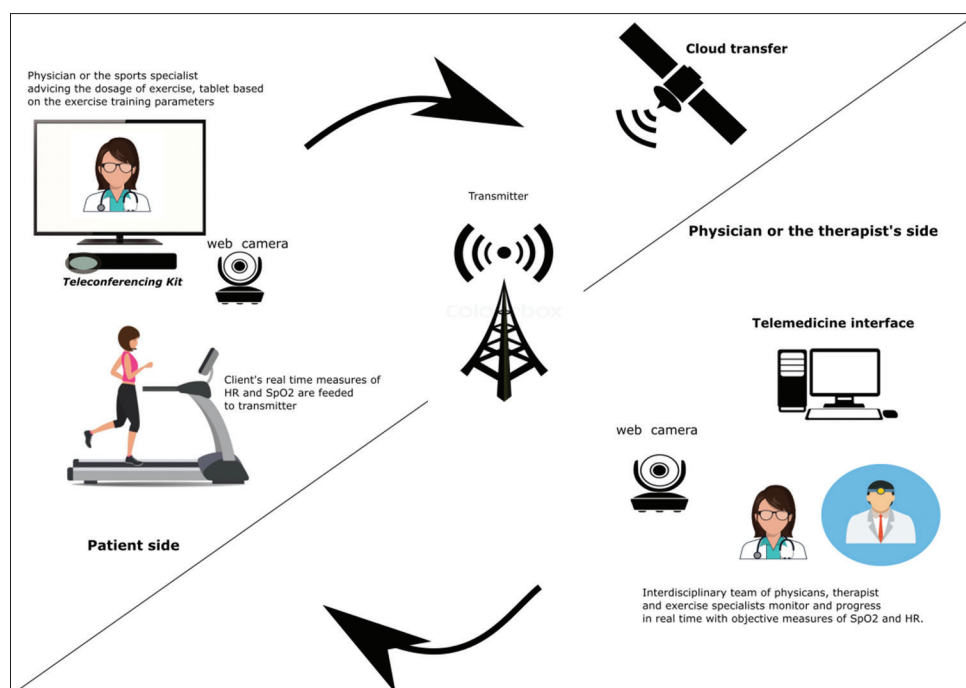 Cloud transfer
Physician or the sports specialist
advicing the dosage of exercise, tablet based
on the exercise training parameters
Transmitter
Physician or the therapist's side
web camera
Teleconferencing Kit
colourbox
Telemedicine interface
Client's real time measures of
HR and SpO2 are feeded
to transmitter
web camera
Patient side
Interdisciplinary team of physicans, therapist
and exercise specialists monitor and progress
in real time with objective measures of SpO2 and HR.